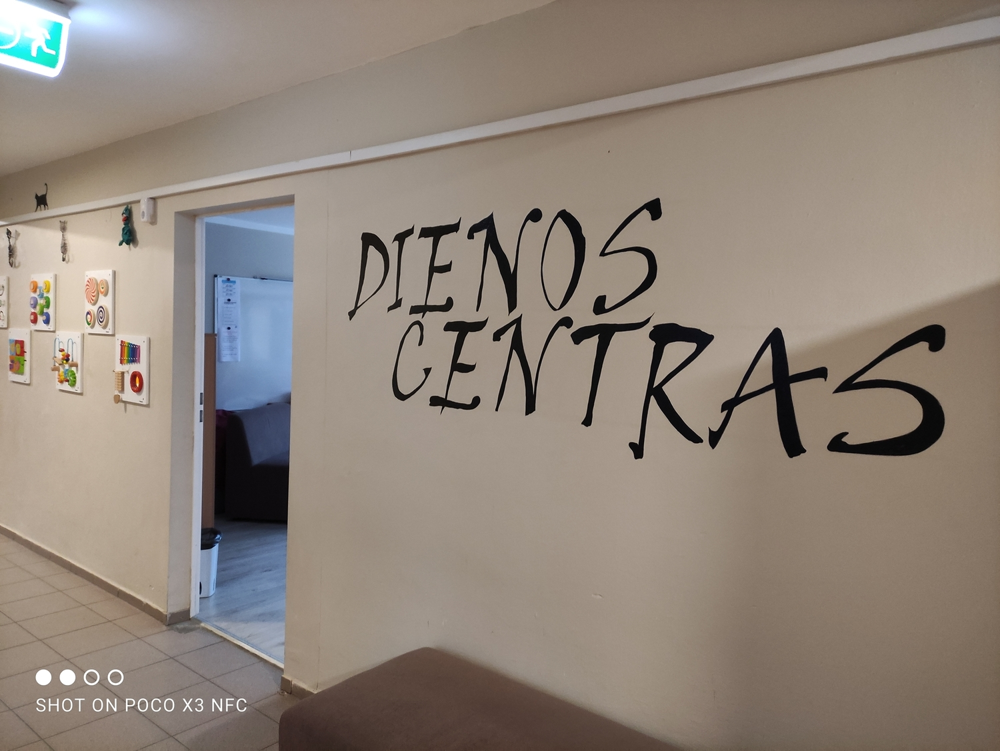 DIENOS
CENTRAS
SHOT ON POCO X3 NFC